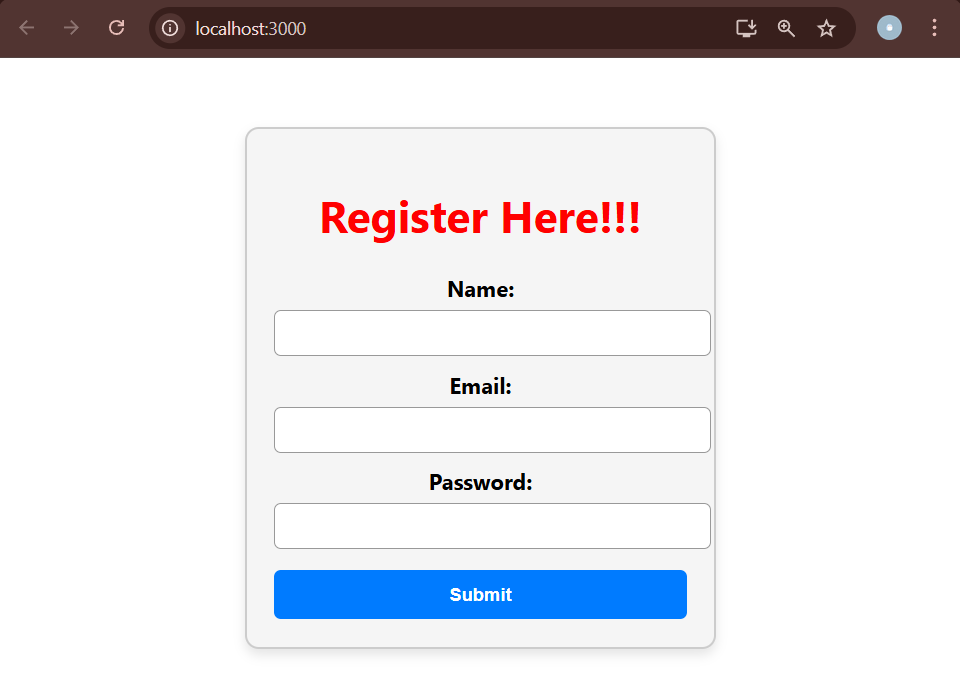 localhost:3000
Register Here!!!
Name:
Email:
Password:
Submit